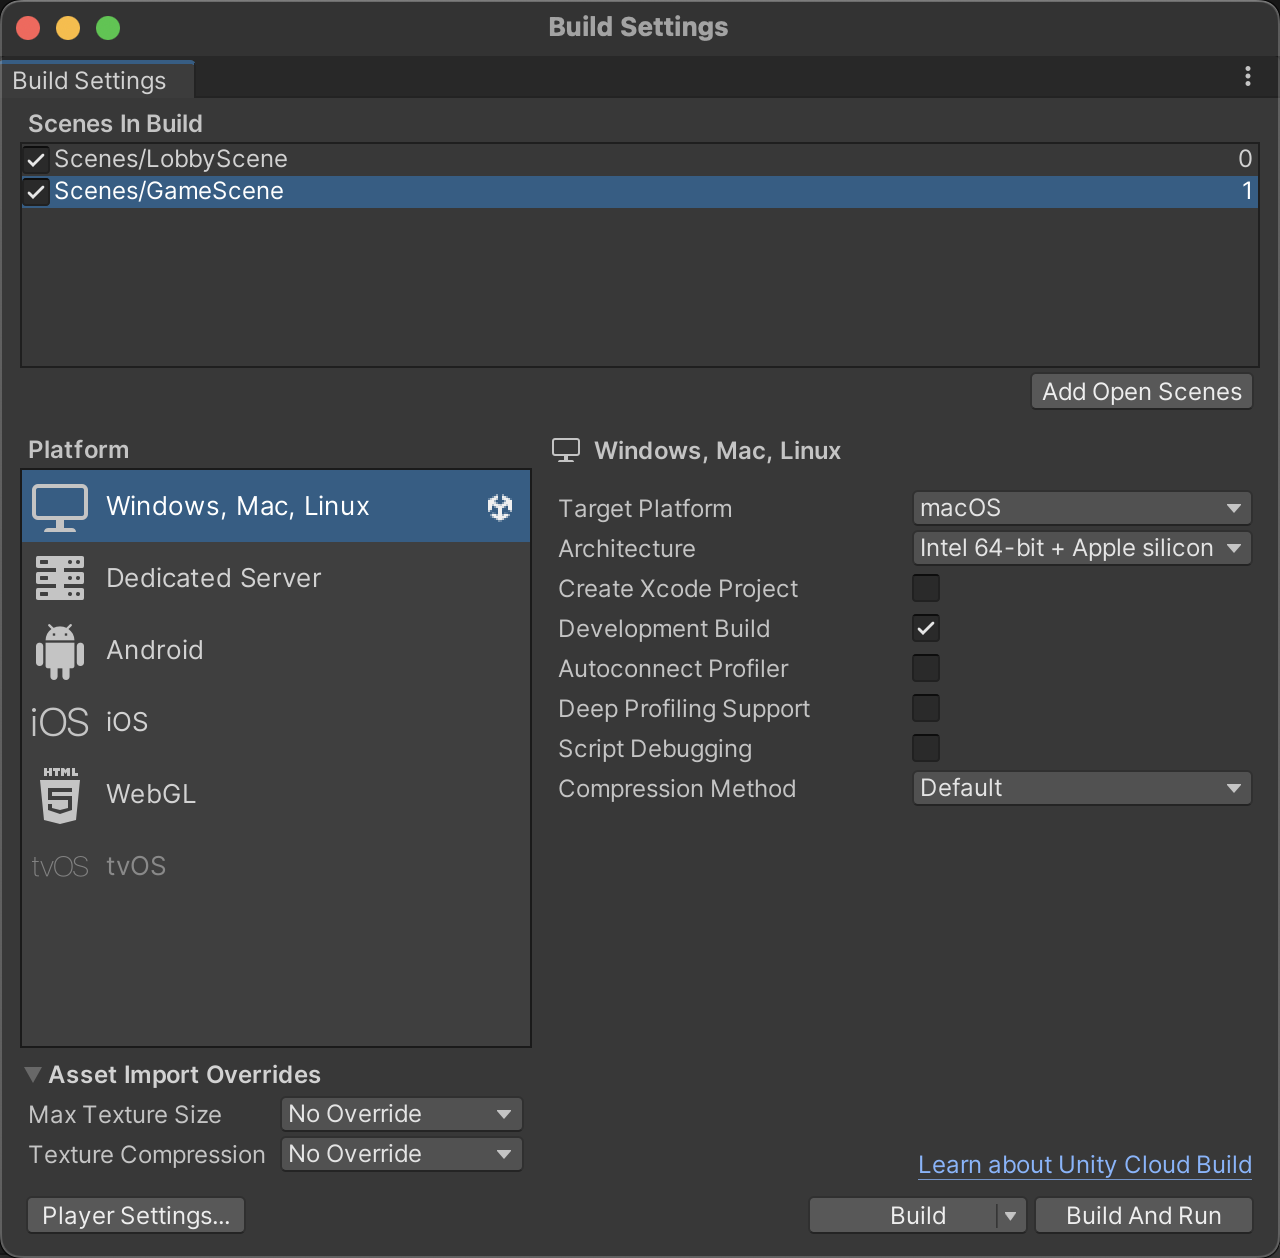 Build Settings
Build Settings
Scenes In Build
Scenes/LobbyScene 0
Scenes/GameScene 1
Add Open Scenes
Platform
Windows, Mac, Linux
Dedicated Server
Android
iOS iOS
HTML
5 WebGL
tvOS tvOS
Windows, Mac, Linux
Target Platform macOS
Architecture Intel 64-bit + Apple silicon
Create Xcode Project
Development Build
Autoconnect Profiler
Deep Profiling Support
Script Debugging
Compression Method Default
Asset Import Overrides
Max Texture Size No Override
Texture Compression No Override
Learn about Unity Cloud Build
Player Settings... Build Build And Run